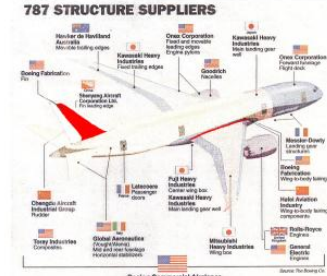 787 STRUCTURE SUPPLIERS
Hawker de Havilland
Australia
Movable trailing edges
Kawasaki Heavy
Industries
Fixed trailing edges
Onex Corporation
Fixed and movable
leading edges
Engine pylons
Kawasaki Heavy
Industries
Main landing gear
well
Onex Corporation
Forward fuselage
Flight deck
Goodrich
Nacelles
Boeing Fabrication
Fin
Shenyang Aircraft
Corporation Ltd.
Fin leading edge
Messier-Dowty
Landing gear
structures
Boeing
Fabrication
Wing-to-body fairing
Hafei Aviation
Industry
Wing-to-body fairing
components
Rolls-Royce
Engines
General
Electric
Engines
Chengdu Aircraft
Industrial Group
Rudder
Latecoere
Passenger
doors
Fuji Heavy
Industries
Center wing box
Kawasaki Heavy
Industries
Main landing gear well
Toray Industries
Composites
Global Aeronautica
Mid and rear fuselage
Horizontal stabilizers
Mitsubishi
Heavy Industries
Wing box
Source: The Boeing Co